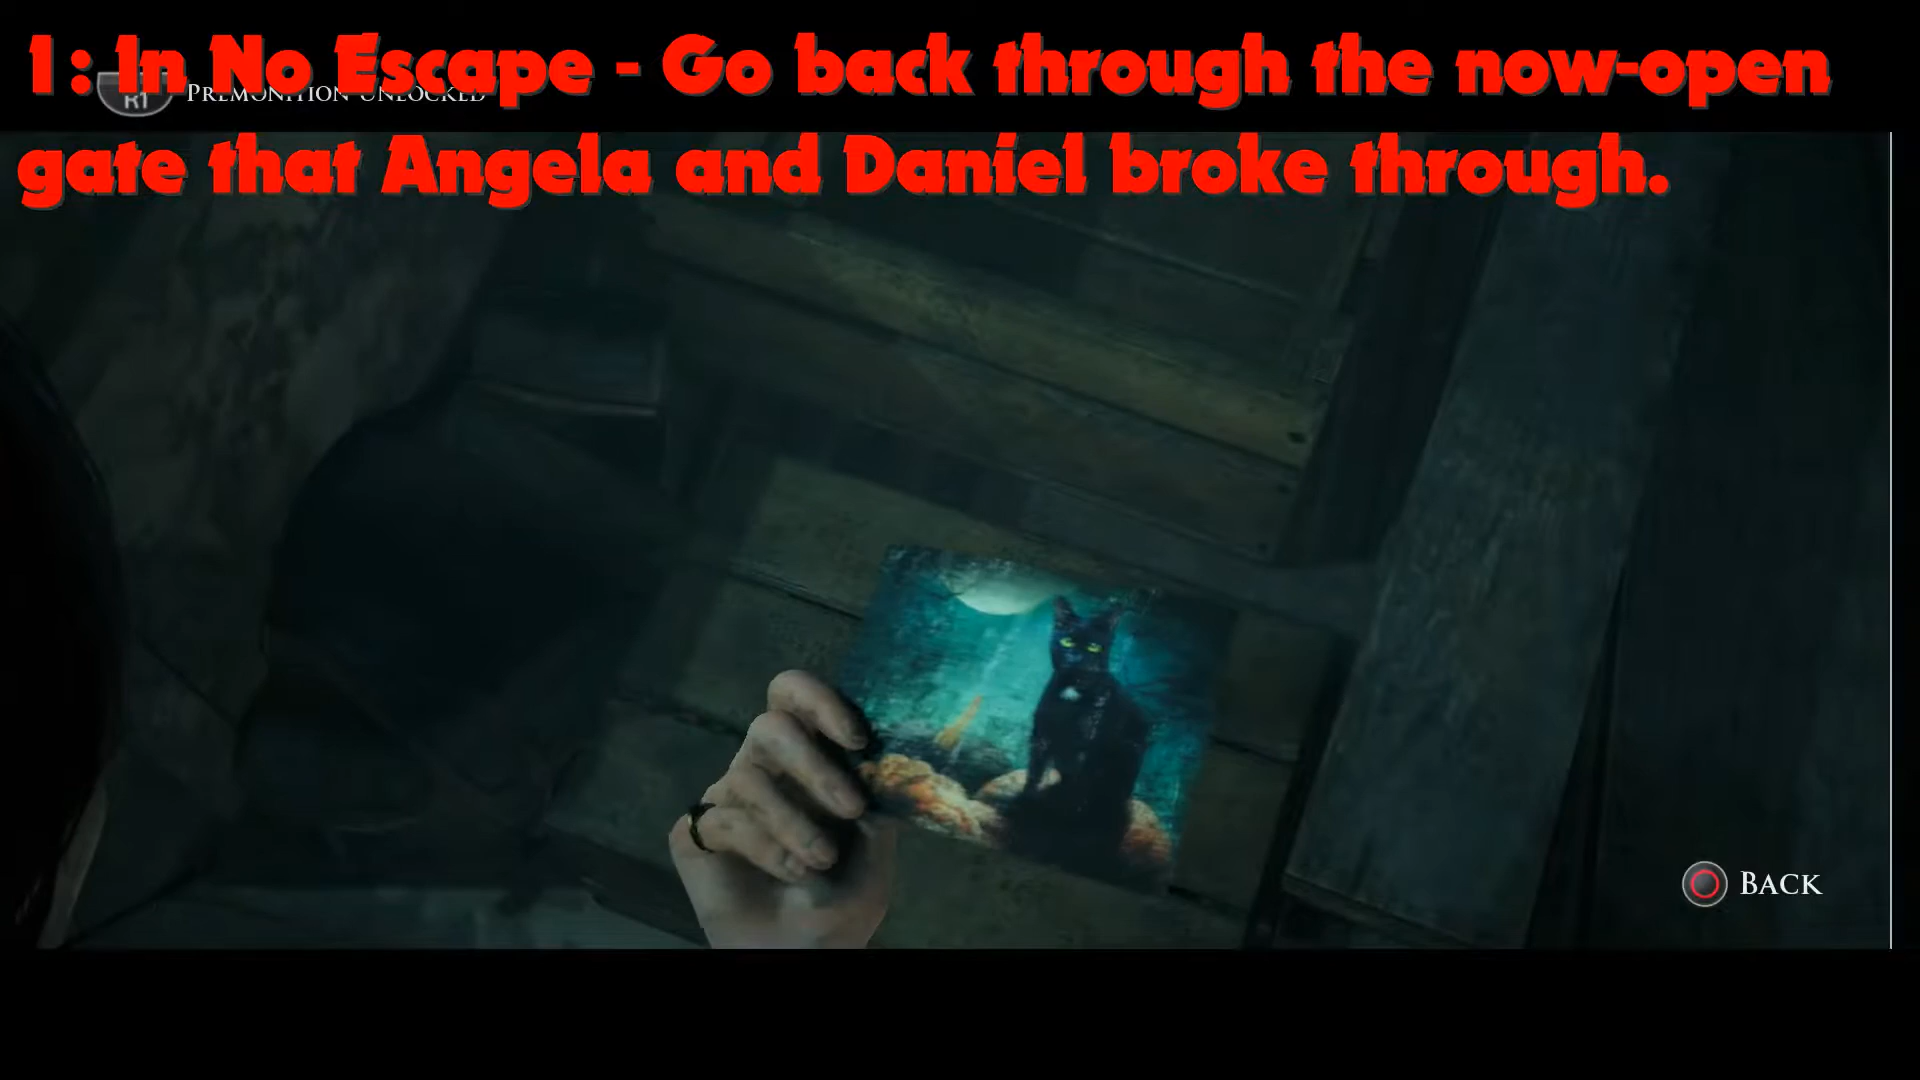 1: In No Escape - Go back through the now-open
R1 PREMONITION UNLOCKED
gate that Angela and Daniel broke through.
BACK